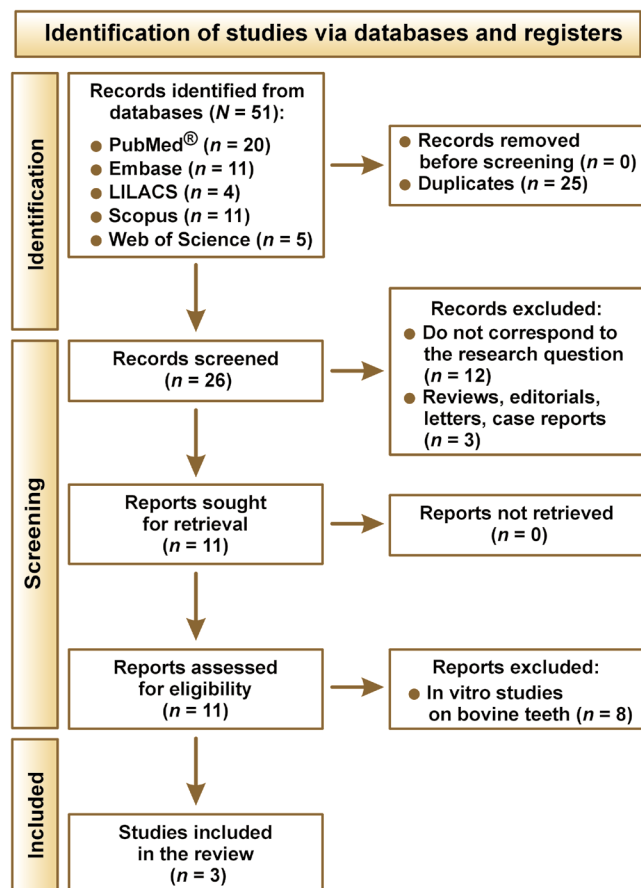 Identification of studies via databases and registers
Identification
Records identified from
databases (N = 51):
● PubMed® (n = 20)
● Embase (n = 11)
● LILACS (n = 4)
● Scopus (n = 11)
● Web of Science (n = 5)
● Records removed
before screening (n = 0)
● Duplicates (n = 25)
Screening
Records screened
(n = 26)
Records excluded:
● Do not correspond to
the research question
(n = 12)
● Reviews, editorials,
letters, case reports
(n = 3)
Reports sought
for retrieval
(n = 11)
Reports not retrieved
(n = 0)
Reports assessed
for eligibility
(n = 11)
Reports excluded:
● In vitro studies
on bovine teeth (n = 8)
Included
Studies included
in the review
(n = 3)